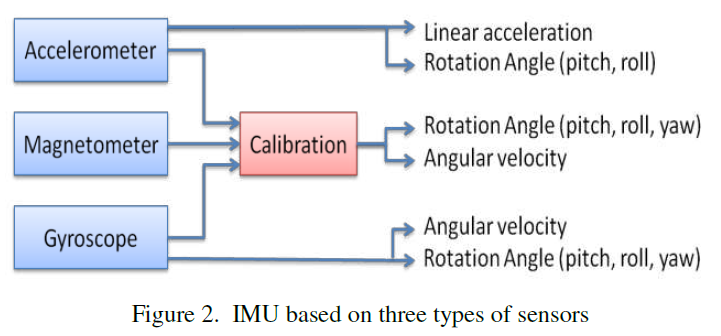 Accelerometer
Linear acceleration
Rotation Angle (pitch, roll)
Magnetometer
Calibration
Rotation Angle (pitch, roll, yaw)
Angular velocity
Gyroscope
Angular velocity
Rotation Angle (pitch, roll, yaw)
Figure 2. IMU based on three types of sensors